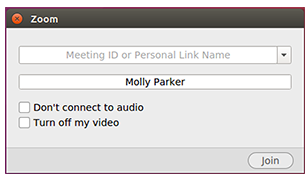 Zoom
Meeting ID or Personal Link Name
Molly Parker
Don't connect to audio
Turn off my video
Join